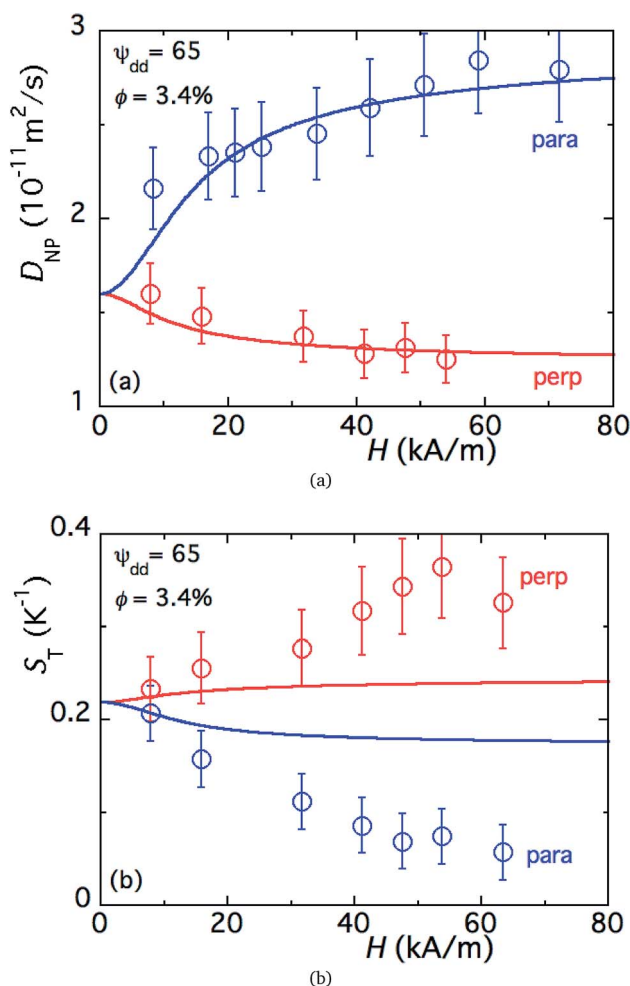 3
ψdd = 65
ϕ = 3.4%
para
2
DNP (10⁻¹¹ m²/s)
(a)
perp
1
0 20 40 60 80
H (kA/m)
(a)
0.4
ψdd = 65
ϕ = 3.4%
perp
ST (K⁻¹)
0.2
para
(b)
0
0 20 40 60 80
H (kA/m)
(b)